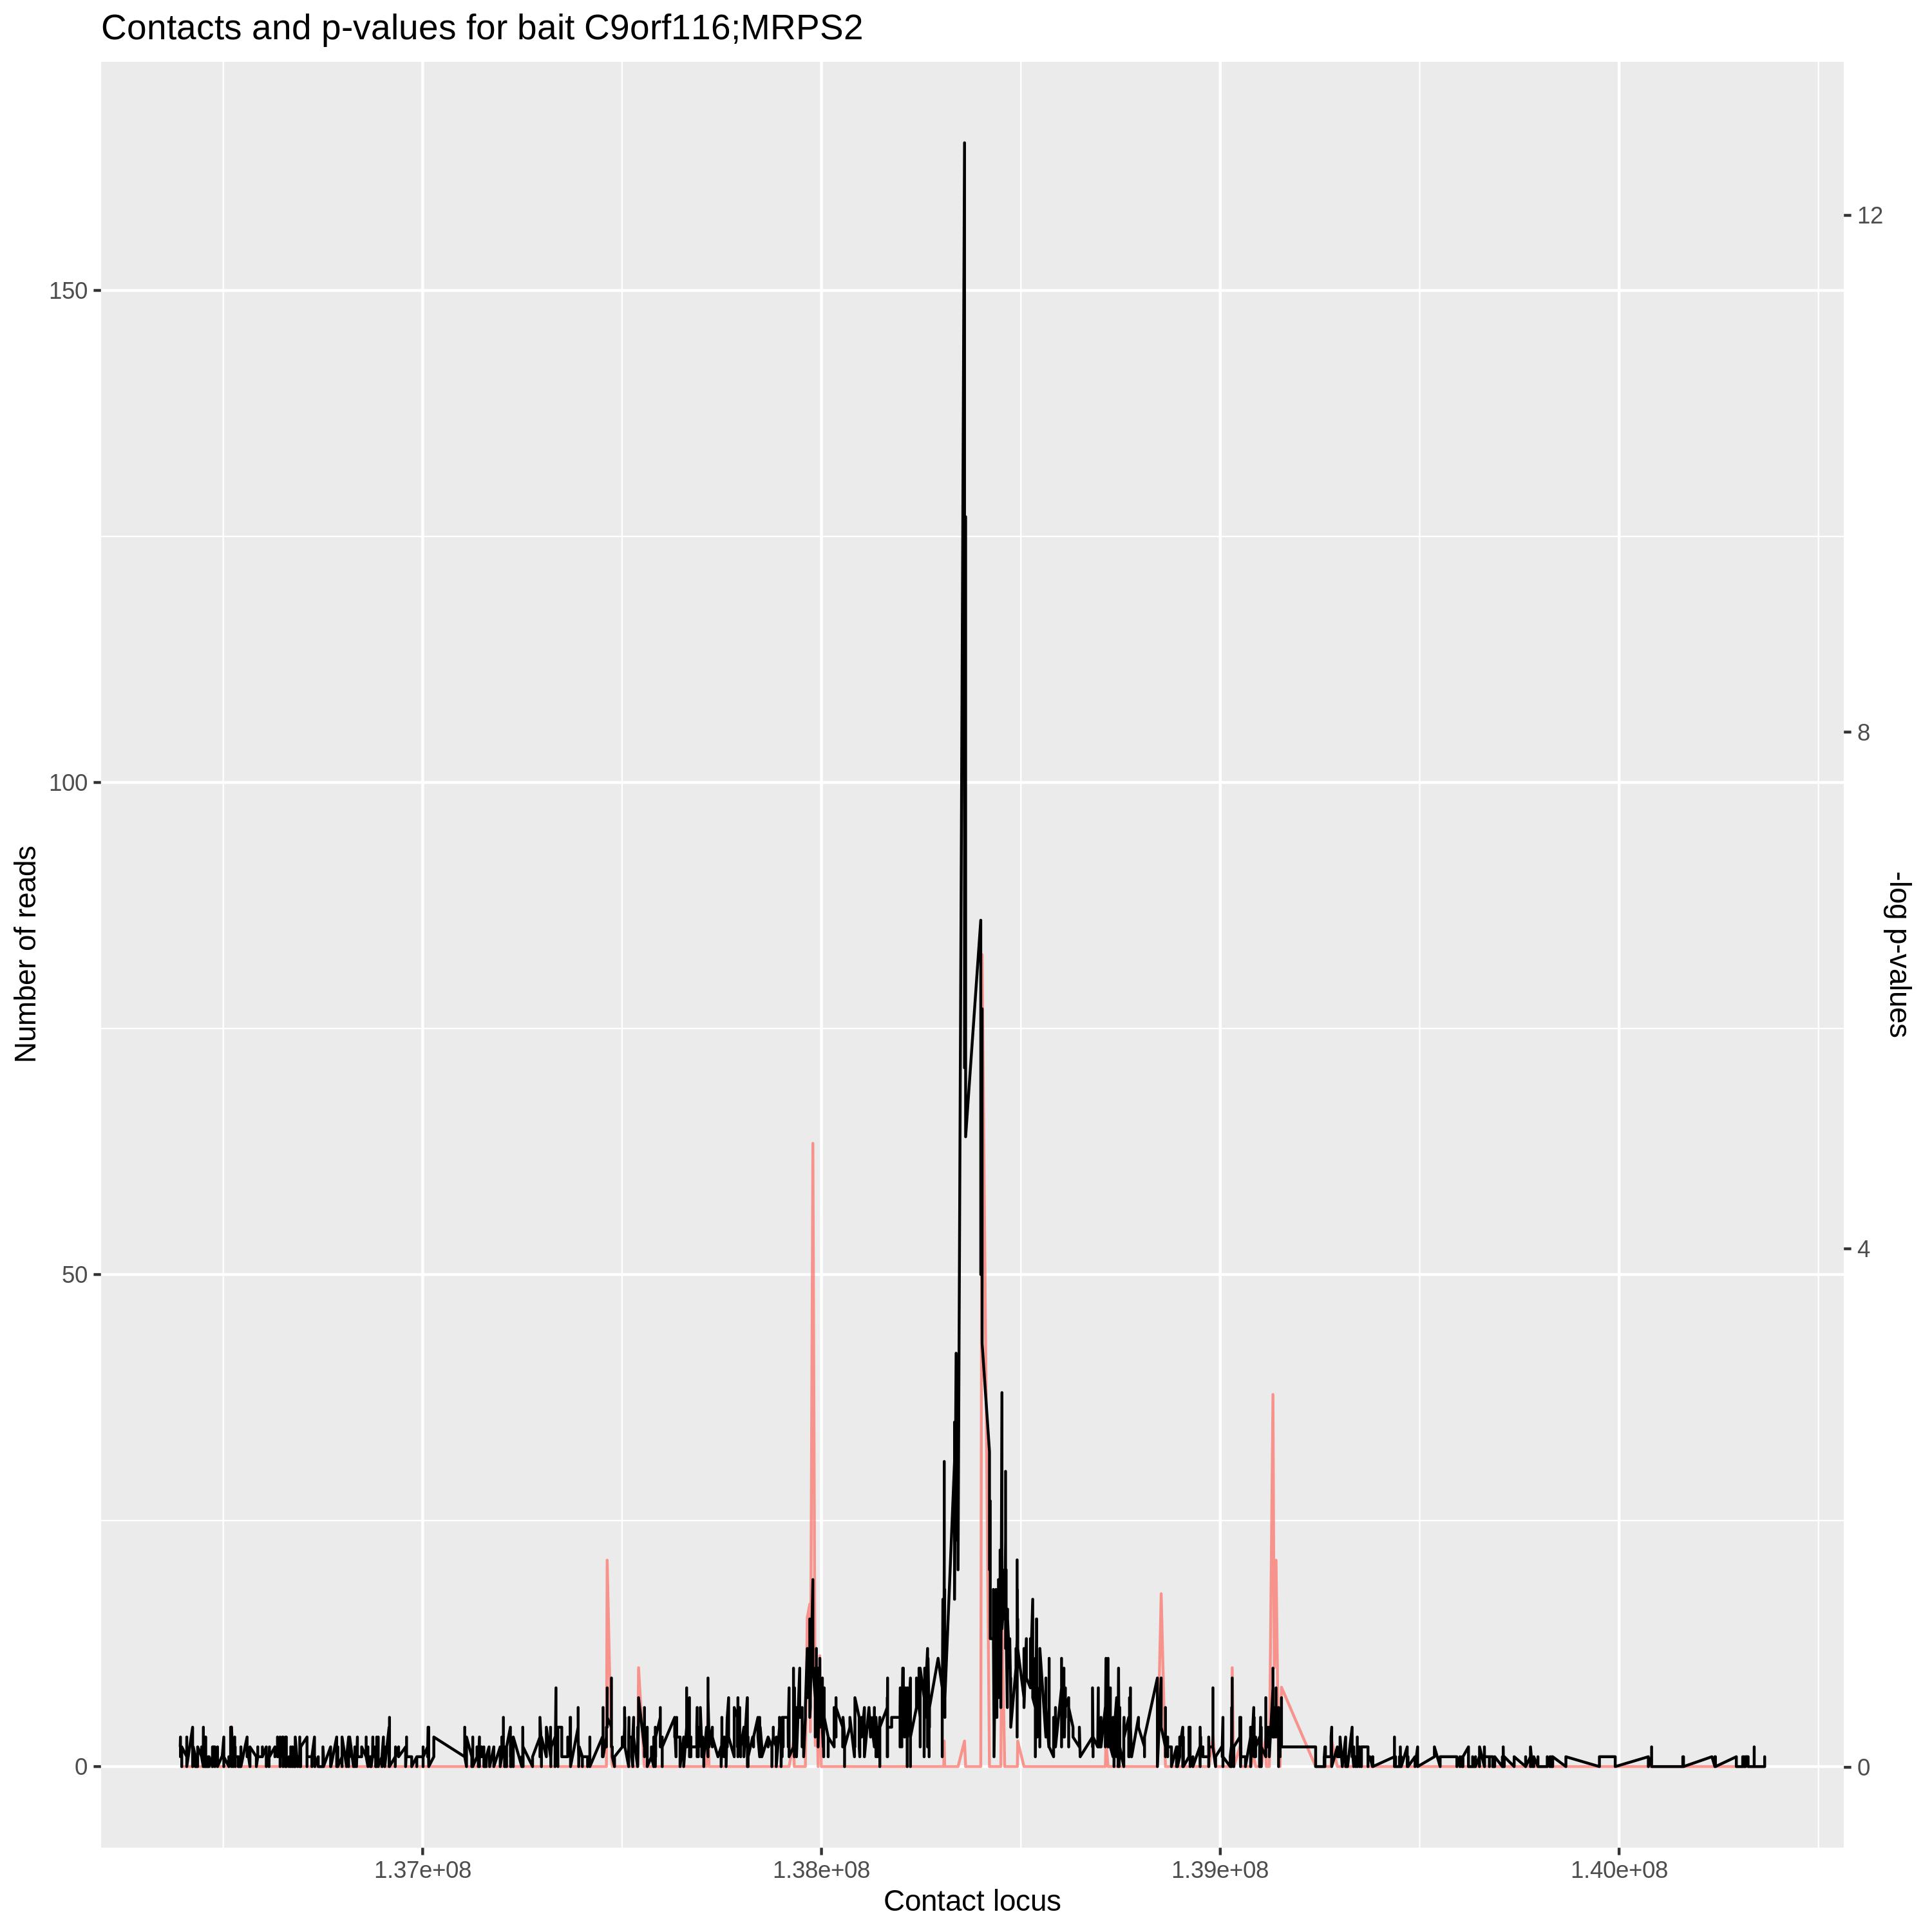 Contacts and p-values for bait C9orf116;MRPS2
150
100
50
0
Number of reads
12
8
4
0
-log p-values
1.37e+08
1.38e+08
1.39e+08
1.40e+08
Contact locus